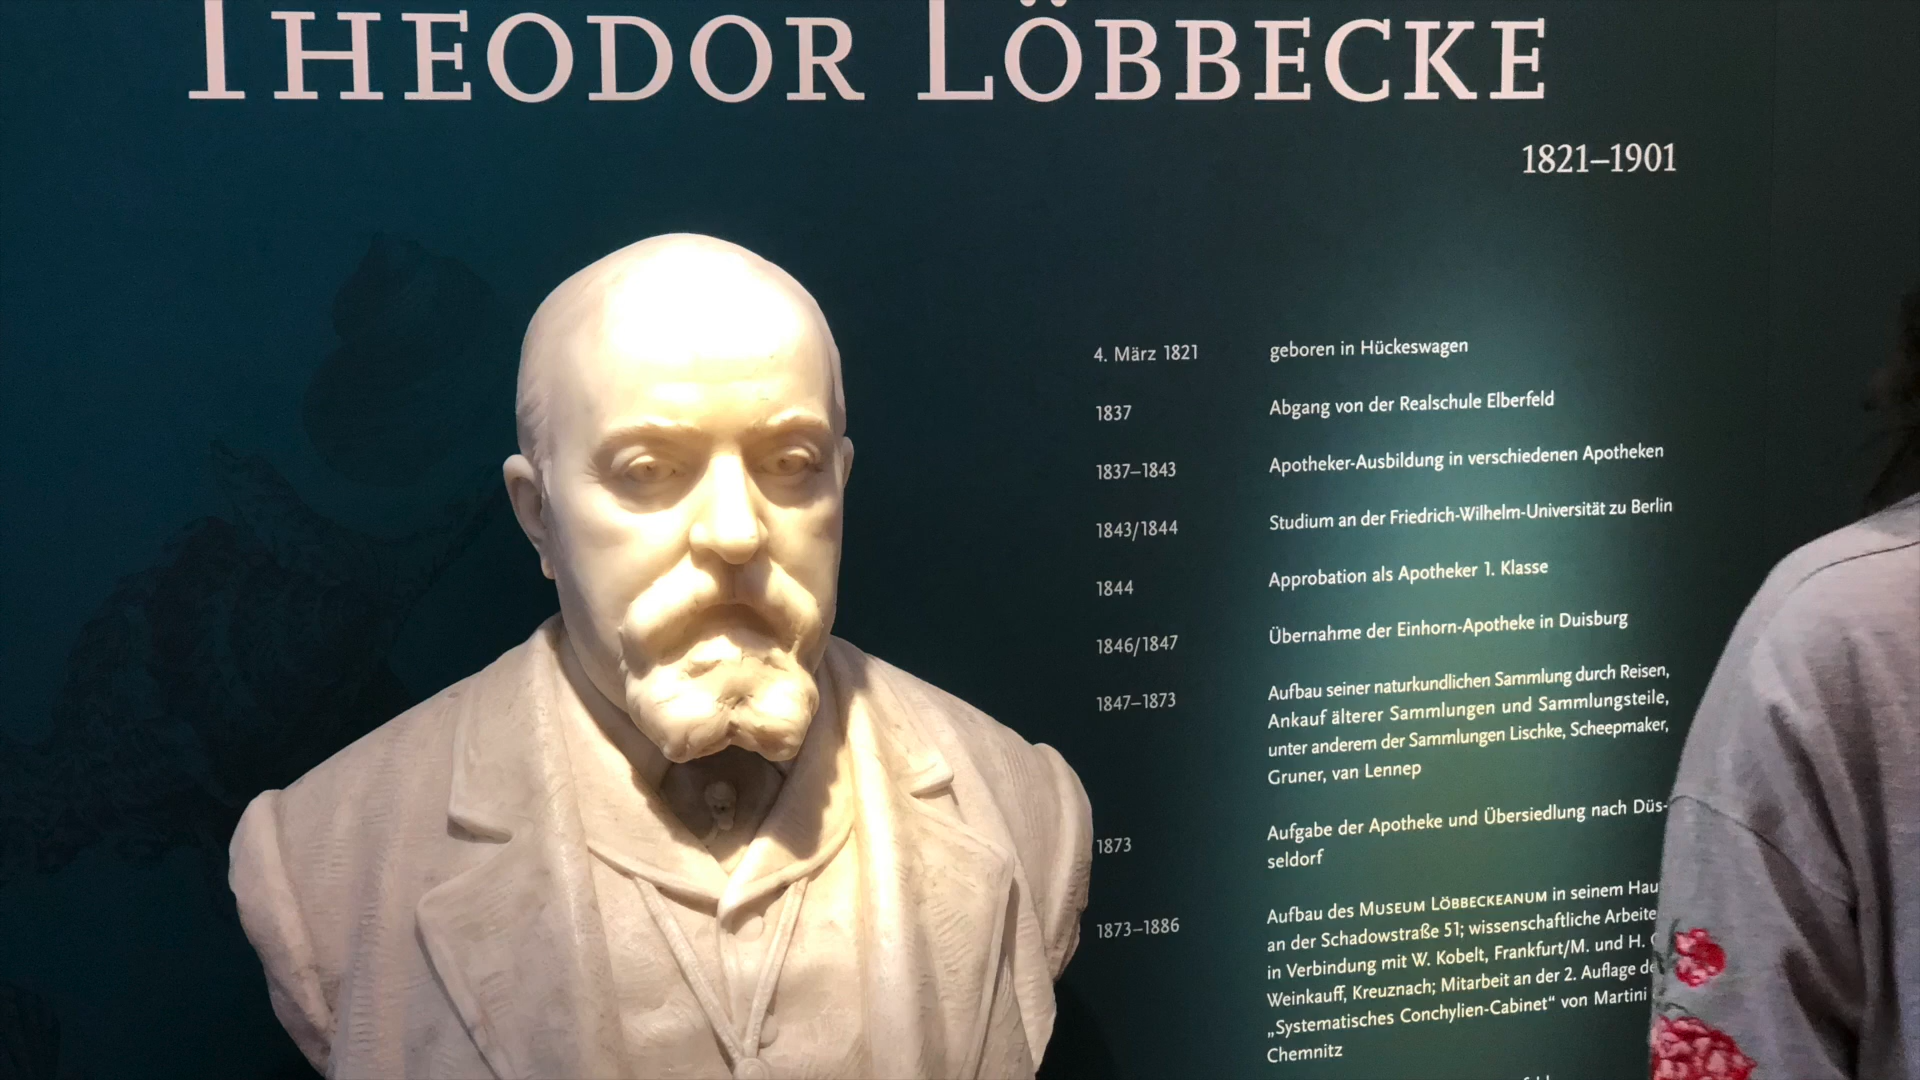 THEODOR LÖBBECKE
1821–1901
4. März 1821 geboren in Hückeswagen
1837 Abgang von der Realschule Elberfeld
1837–1843 Apotheker-Ausbildung in verschiedenen Apotheken
1843/1844 Studium an der Friedrich-Wilhelm-Universität zu Berlin
1844 Approbation als Apotheker 1. Klasse
1846/1847 Übernahme der Einhorn-Apotheke in Duisburg
1847–1873 Aufbau seiner naturkundlichen Sammlung durch Reisen,
Ankauf älterer Sammlungen und Sammlungsteile,
unter anderem der Sammlungen Lischke, Scheepmaker,
Gruner, van Lennep
1873 Aufgabe der Apotheke und Übersiedlung nach Düs-
seldorf
1873–1886 Aufbau des MUSEUM LÖBBECKEANUM in seinem Hau
an der Schadowstraße 51; wissenschaftliche Arbeite
in Verbindung mit W. Kobelt, Frankfurt/M. und H.
Weinkauff, Kreuznach; Mitarbeit an der 2. Auflage de
„Systematisches Conchylien-Cabinet“ von Martini
Chemnitz